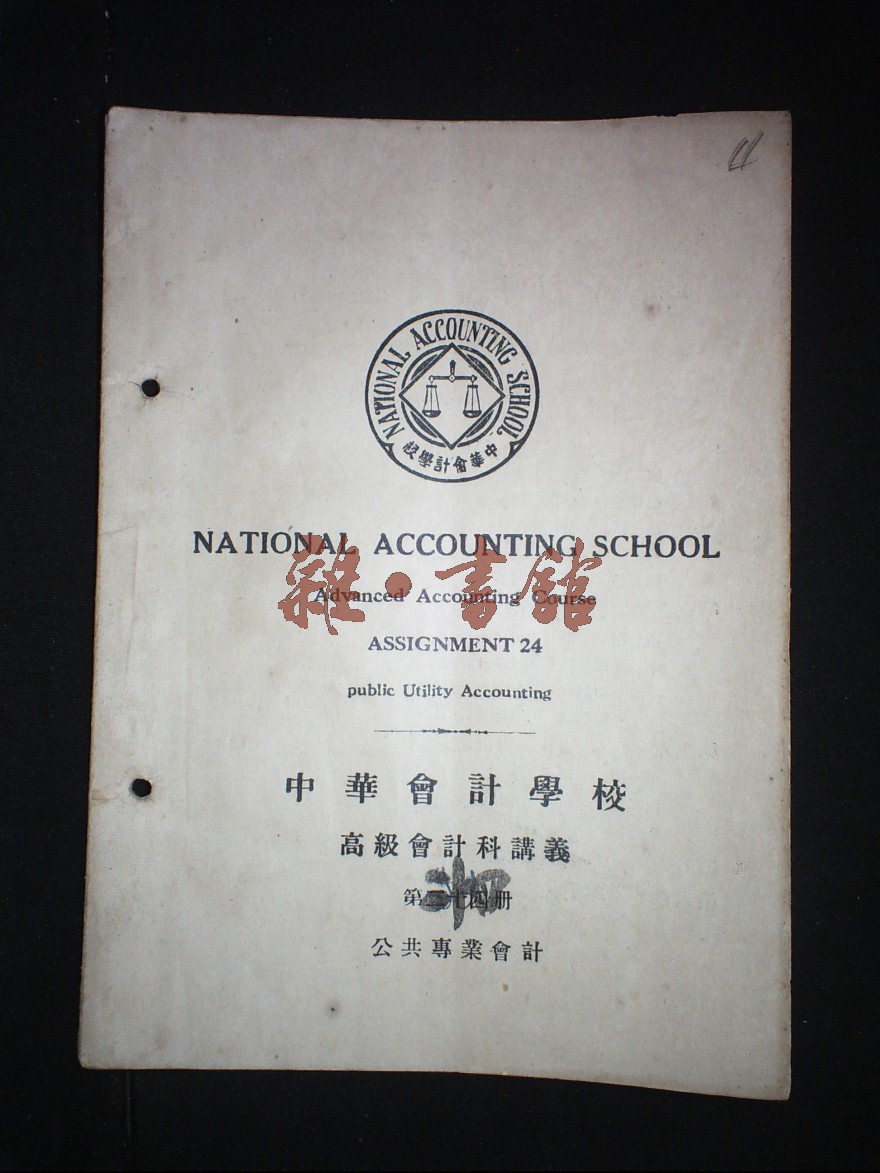 11
NATIONAL ACCOUNTING SCHOOL
中華會計學校
NATIONAL ACCOUNTING SCHOOL
Advanced Accounting Course
雜·書館
ASSIGNMENT 24
public Utility Accounting
中華會計學校
高級會計科講義
第二十四册
公共專業會計